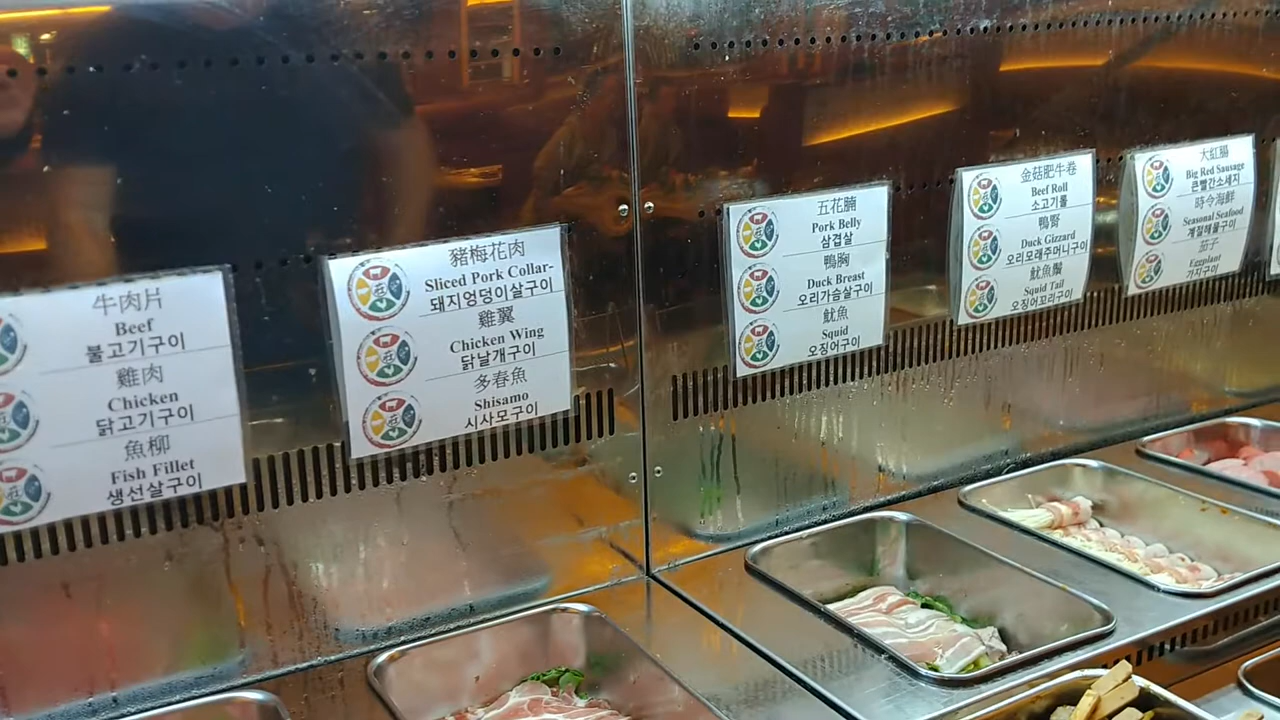 牛肉片
Beef
불고기구이
雞肉
Chicken
닭고기구이
魚柳
Fish Fillet
생선살구이
豬梅花肉
Sliced Pork Collar-
돼지엉덩이살구이
雞翼
Chicken Wing
닭날개구이
多春魚
Shisamo
시사모구이
五花腩
Pork Belly
삼겹살
鴨胸
Duck Breast
오리가슴살구이
魷魚
Squid
오징어구이
金菇肥牛卷
Beef Roll
소고기롤
鴨腎
Duck Gizzard
오리모래주머니구이
魷魚鬚
Squid Tail
오징어꼬리구이
大紅腸
Big Red Sausage
큰빨간소세지
時令海鮮
Seasonal Seafood
계절해물구이
茄子
Eggplant
가지구이